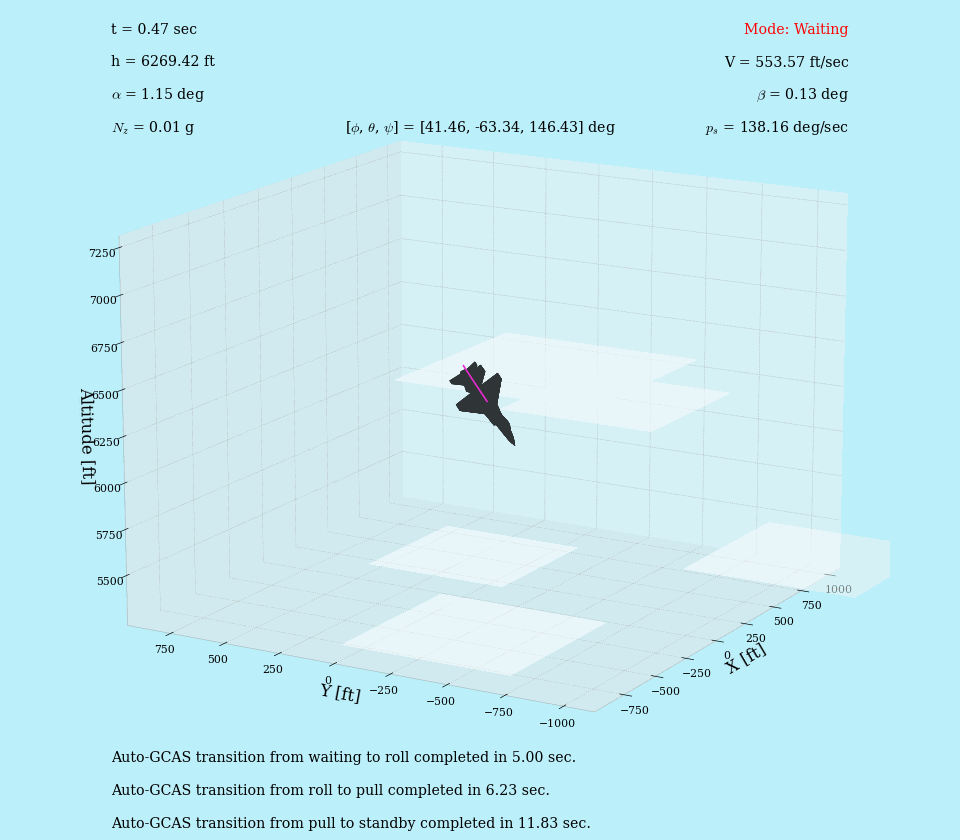 t = 0.47 sec
Mode: Waiting
h = 6269.42 ft
V = 553.57 ft/sec
α = 1.15 deg
β = 0.13 deg
N_z = 0.01 g
[ϕ, θ, ψ] = [41.46, -63.34, 146.43] deg
p_s = 138.16 deg/sec
7250
7000
6750
6500
6250
6000
5750
5500
Altitude [ft]
750
500
250
0
−250
−500
−750
−1000
Y [ft]
1000
750
500
250
0
−250
−500
−750
X [ft]
Auto-GCAS transition from waiting to roll completed in 5.00 sec.
Auto-GCAS transition from roll to pull completed in 6.23 sec.
Auto-GCAS transition from pull to standby completed in 11.83 sec.